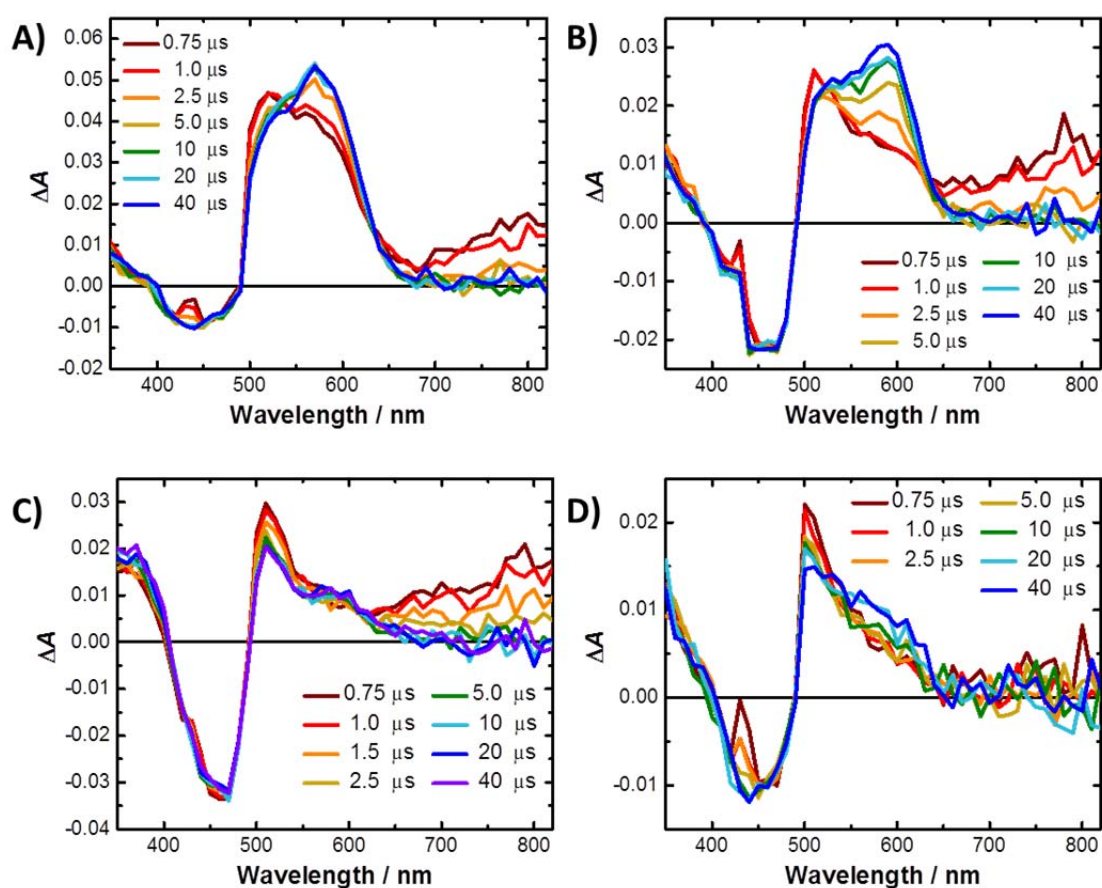 A)
0.06
0.05
0.04
0.03
0.02
0.01
0.00
-0.01
-0.02
ΔA
0.75 μs
1.0 μs
2.5 μs
5.0 μs
10 μs
20 μs
40 μs
400 500 600 700 800
Wavelength / nm
B)
0.03
0.02
0.01
0.00
-0.01
-0.02
ΔA
0.75 μs 10 μs
1.0 μs 20 μs
2.5 μs 40 μs
5.0 μs
400 500 600 700 800
Wavelength / nm
C)
0.03
0.02
0.01
0.00
-0.01
-0.02
-0.03
-0.04
ΔA
0.75 μs 5.0 μs
1.0 μs 10 μs
1.5 μs 20 μs
2.5 μs 40 μs
400 500 600 700 800
Wavelength / nm
D)
0.02
0.01
0.00
-0.01
ΔA
0.75 μs 5.0 μs
1.0 μs 10 μs
2.5 μs 20 μs
40 μs
400 500 600 700 800
Wavelength / nm